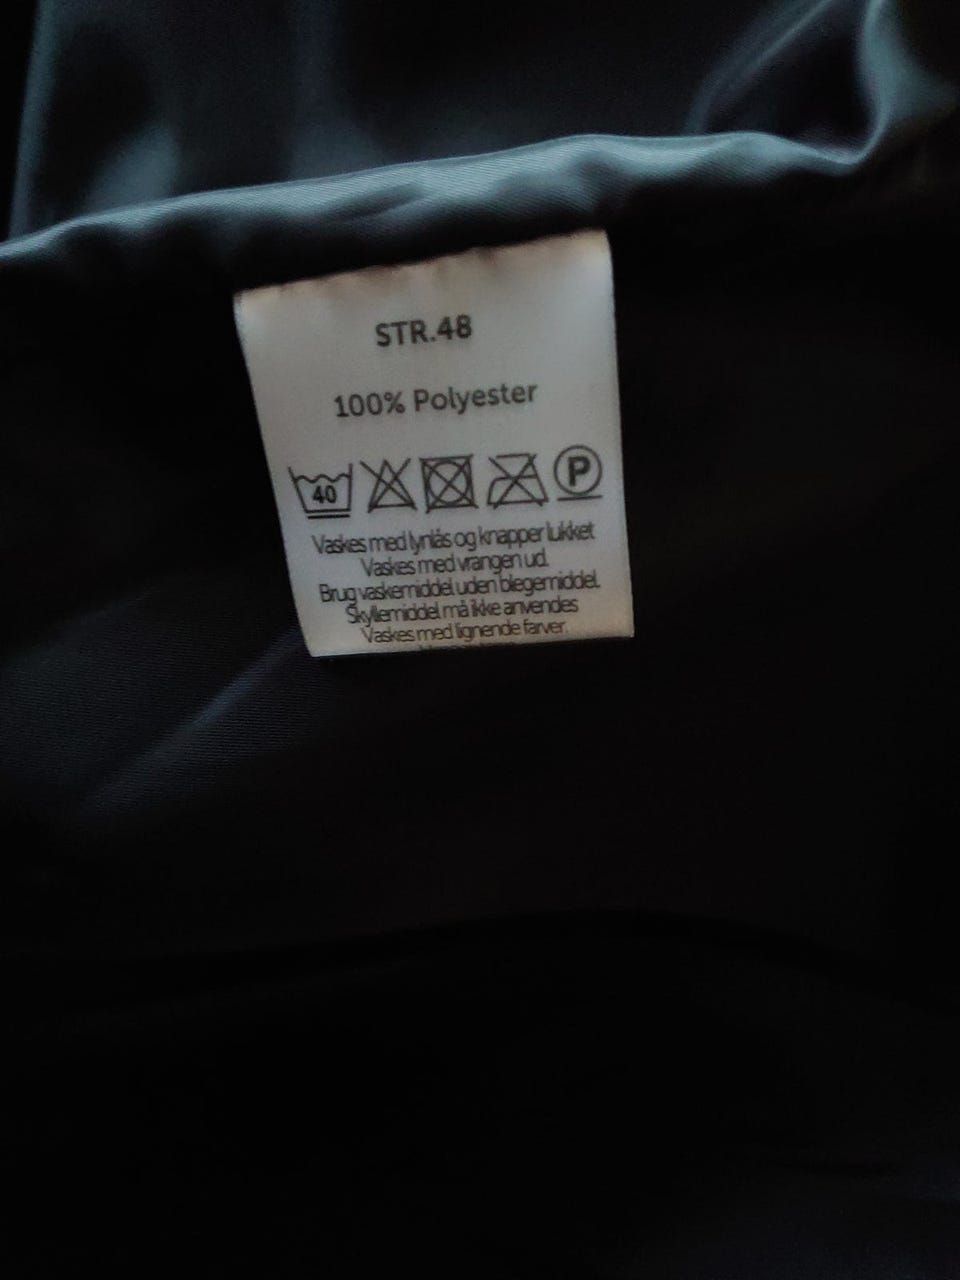 STR.48
100% Polyester
40 P
Vaskes med lynlås og knapper lukket
Vaskes med vrangen ud.
Brug vaskemiddel uden blegemiddel.
Skyllemiddel må ikke anvendes
Vaskes med lignende farver.